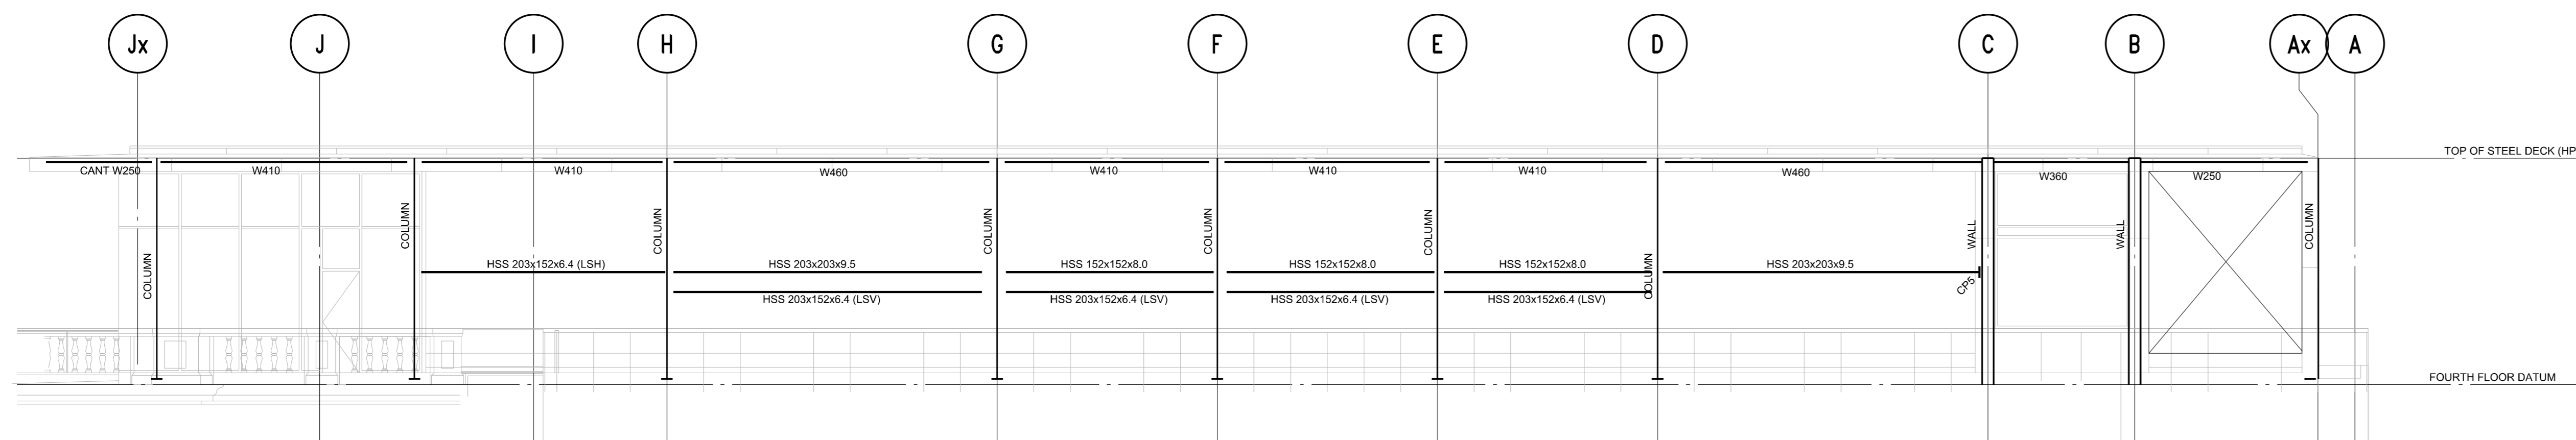 Jx
J
I
H
G
F
E
D
C
B
Ax
A
TOP OF STEEL DECK (HP
CANT W250
W410
W410
W460
W410
W410
W410
W460
W360
W250
COLUMN
COLUMN
COLUMN
COLUMN
COLUMN
COLUMN
COLUMN
WALL
WALL
COLUMN
HSS 203x152x6.4 (LSH)
HSS 203x203x9.5
HSS 152x152x8.0
HSS 152x152x8.0
HSS 152x152x8.0
HSS 203x203x9.5
CP5
HSS 203x152x6.4 (LSV)
HSS 203x152x6.4 (LSV)
HSS 203x152x6.4 (LSV)
HSS 203x152x6.4 (LSV)
FOURTH FLOOR DATUM